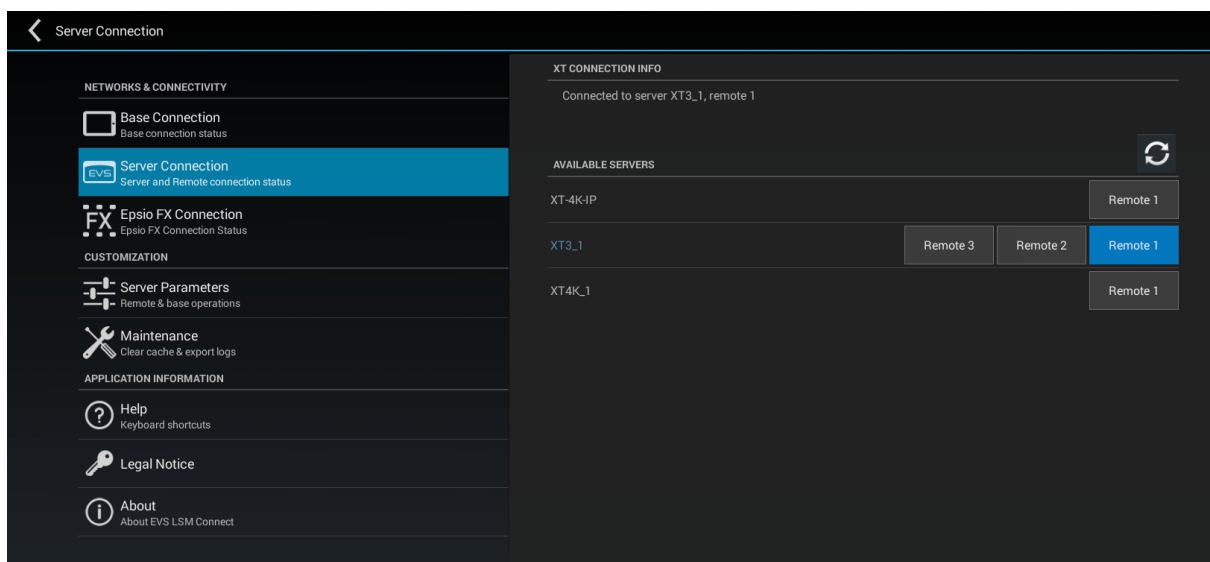 Server Connection
NETWORKS & CONNECTIVITY
Base Connection
Base connection status
EVS
Server Connection
Server and Remote connection status
FX
Epsio FX Connection
Epsio FX Connection Status
CUSTOMIZATION
Server Parameters
Remote & base operations
Maintenance
Clear cache & export logs
APPLICATION INFORMATION
?
Help
Keyboard shortcuts
Legal Notice
i
About
About EVS LSM Connect
XT CONNECTION INFO
Connected to server XT3_1, remote 1
AVAILABLE SERVERS
XT-4K-IP Remote 1
XT3_1 Remote 3 Remote 2 Remote 1
XT4K_1 Remote 1